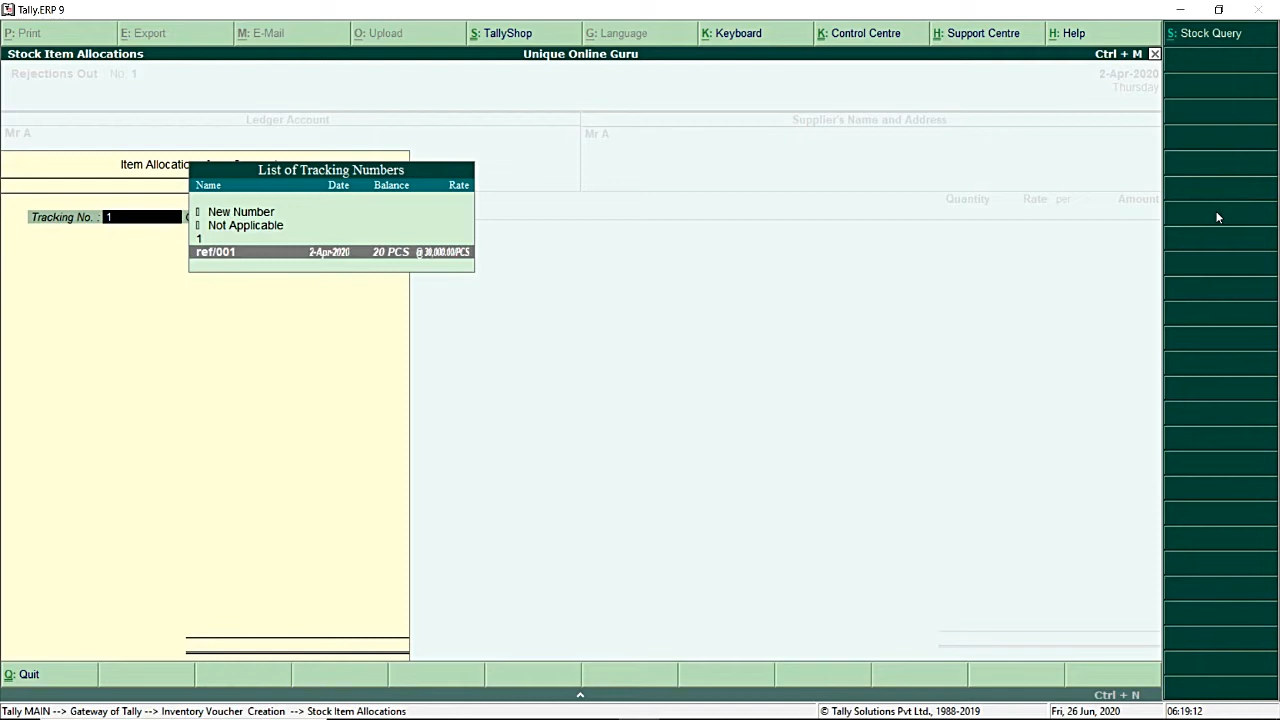 Tally.ERP 9
P: Print E: Export M: E-Mail O: Upload S: TallyShop G: Language K: Keyboard K: Control Centre H: Support Centre H: Help S: Stock Query
Stock Item Allocations Unique Online Guru Ctrl + M
Rejections Out No. 1 2-Apr-2020
Thursday
Ledger Account Supplier's Name and Address
Mr A Mr A
Item Allocatio
List of Tracking Numbers
Name Date Balance Rate
Quantity Rate per Amount
New Number
Tracking No. : 1
Not Applicable
1
ref/001 2-Apr-2020 20 PCS @ 30,000.00/PCS
Q: Quit
Ctrl + N
Tally MAIN --> Gateway of Tally --> Inventory Voucher Creation --> Stock Item Allocations © Tally Solutions Pvt Ltd., 1988-2019 Fri, 26 Jun, 2020 06:19:12